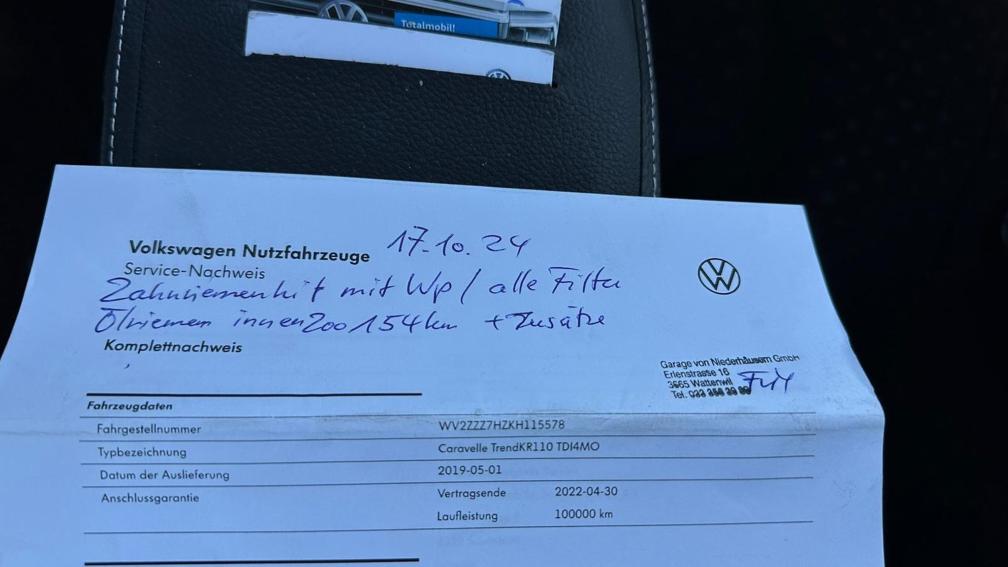 Totalmobil!
Volkswagen Nutzfahrzeuge 17.10.24
Service-Nachweis
Zahnriemenkit mit Wp / alle Filter
Ölriemen innen 200154km + Zusätze
Komplettnachweis
Garage von Niederhäusern GmbH
Erlenstrasse 16
3665 Wattenwil
Tel. 033
Fahrzeugdaten
Fahrgestellnummer WV2ZZZ7HZKH115578
Typbezeichnung Caravelle TrendKR110 TDI4MO
Datum der Auslieferung 2019-05-01
Anschlussgarantie Vertragsende 2022-04-30
Laufleistung 100000 km